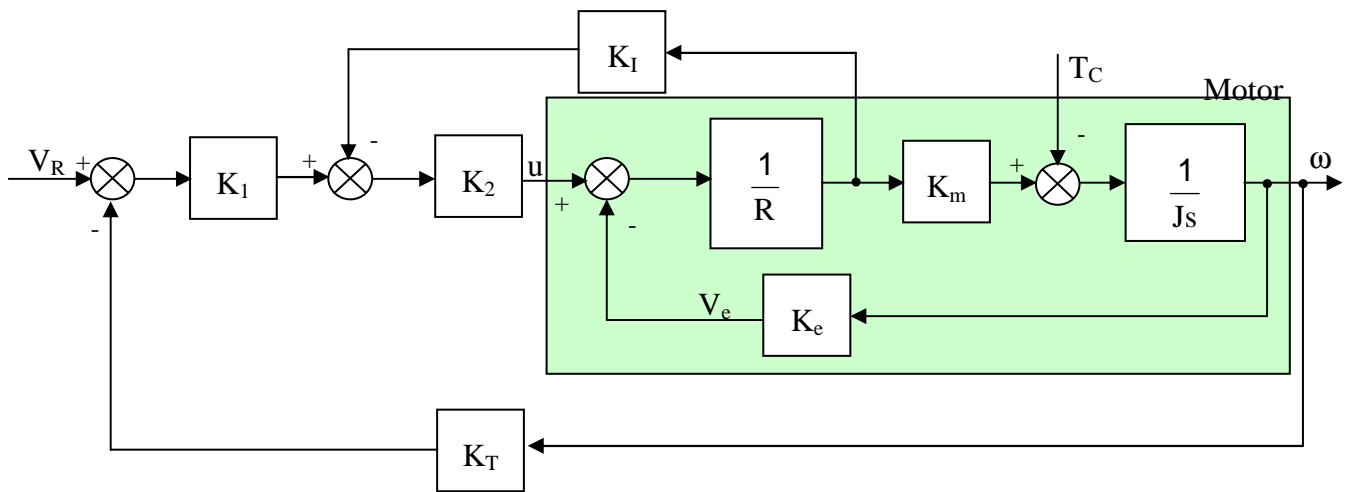 K_I
T_C
Motor
V_R + K_1 + - K_2 u + - 1/R K_m + - 1/Js ω
-
V_e K_e
K_T